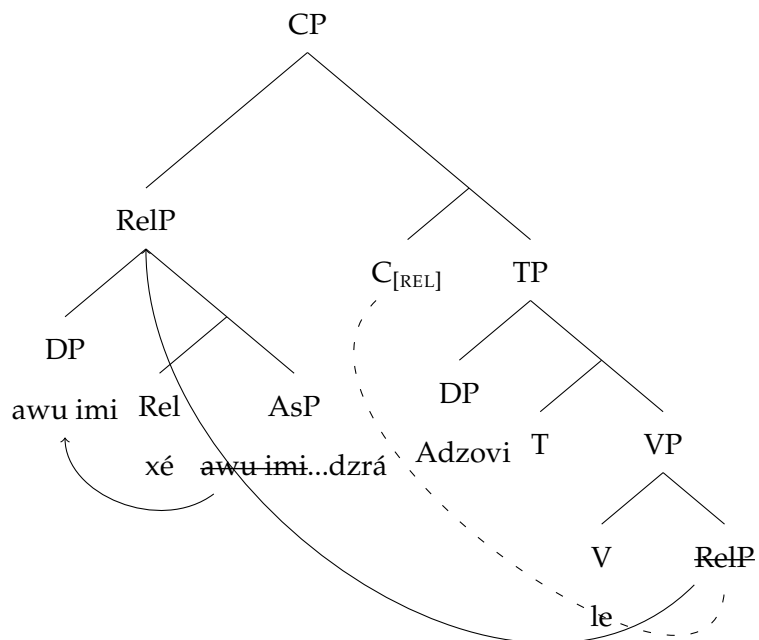 CP
RelP
C[REL] TP
DP
DP
awu imi Rel AsP
T VP
xé ~~awu imi~~...dzrá
Adzovi
V ~~RelP~~
le